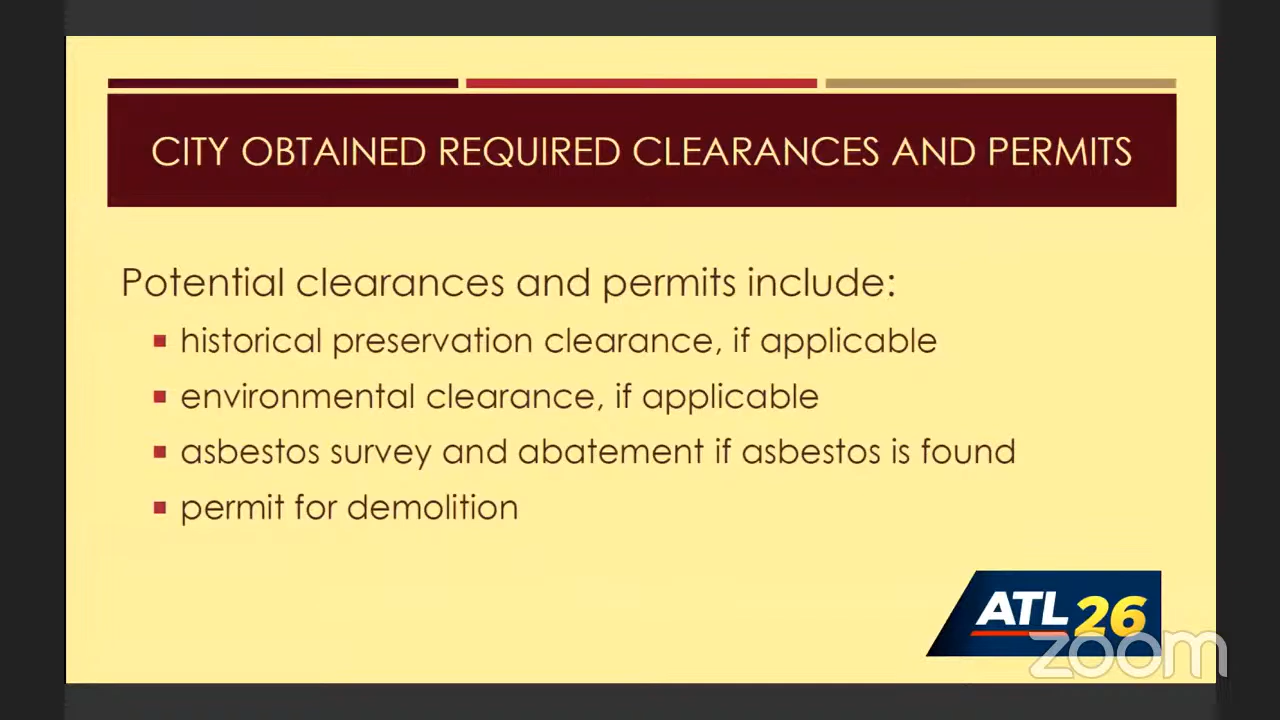 CITY OBTAINED REQUIRED CLEARANCES AND PERMITS
Potential clearances and permits include:
historical preservation clearance, if applicable
environmental clearance, if applicable
asbestos survey and abatement if asbestos is found
permit for demolition
ATL 26
zoom